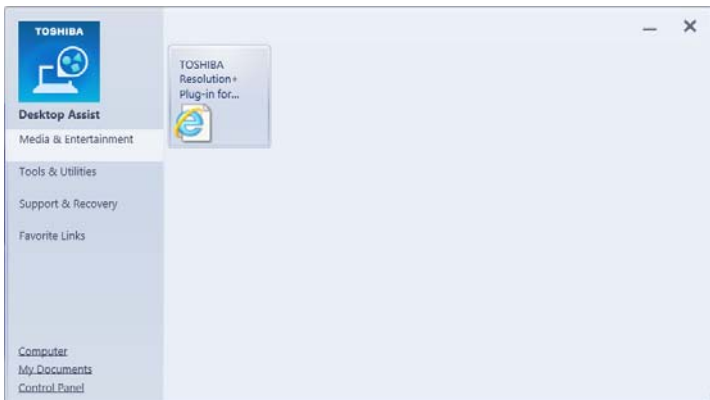 TOSHIBA
Desktop Assist
Media & Entertainment
Tools & Utilities
Support & Recovery
Favorite Links
Computer
My Documents
Control Panel
TOSHIBA
Resolution+
Plug-in for...